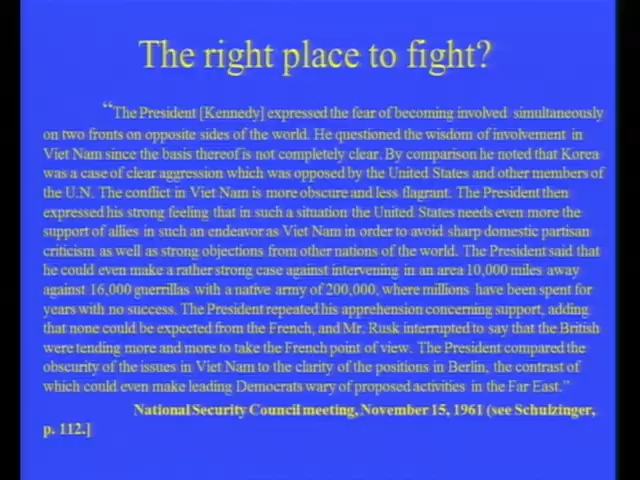 The right place to fight?
“The President [Kennedy] expressed the fear of becoming involved simultaneously
on two fronts on opposite sides of the world. He questioned the wisdom of involvement in
Viet Nam since the basis thereof is not completely clear. By comparison he noted that Korea
was a case of clear aggression which was opposed by the United States and other members of
the U.N. The conflict in Viet Nam is more obscure and less flagrant. The President then
expressed his strong feeling that in such a situation the United States needs even more the
support of allies in such an endeavor as Viet Nam in order to avoid sharp domestic partisan
criticism as well as strong objections from other nations of the world. The President said that
he could even make a rather strong case against intervening in an area 10,000 miles away
against 16,000 guerrillas with a native army of 200,000, where millions have been spent for
years with no success. The President repeated his apprehension concerning support, adding
that none could be expected from the French, and Mr. Rusk interrupted to say that the British
were tending more and more to take the French point of view. The President compared the
obscurity of the issues in Viet Nam to the clarity of the positions in Berlin, the contrast of
which could even make leading Democrats wary of proposed activities in the Far East.”
National Security Council meeting, November 15, 1961 (see Schulzinger,
p. 112.]